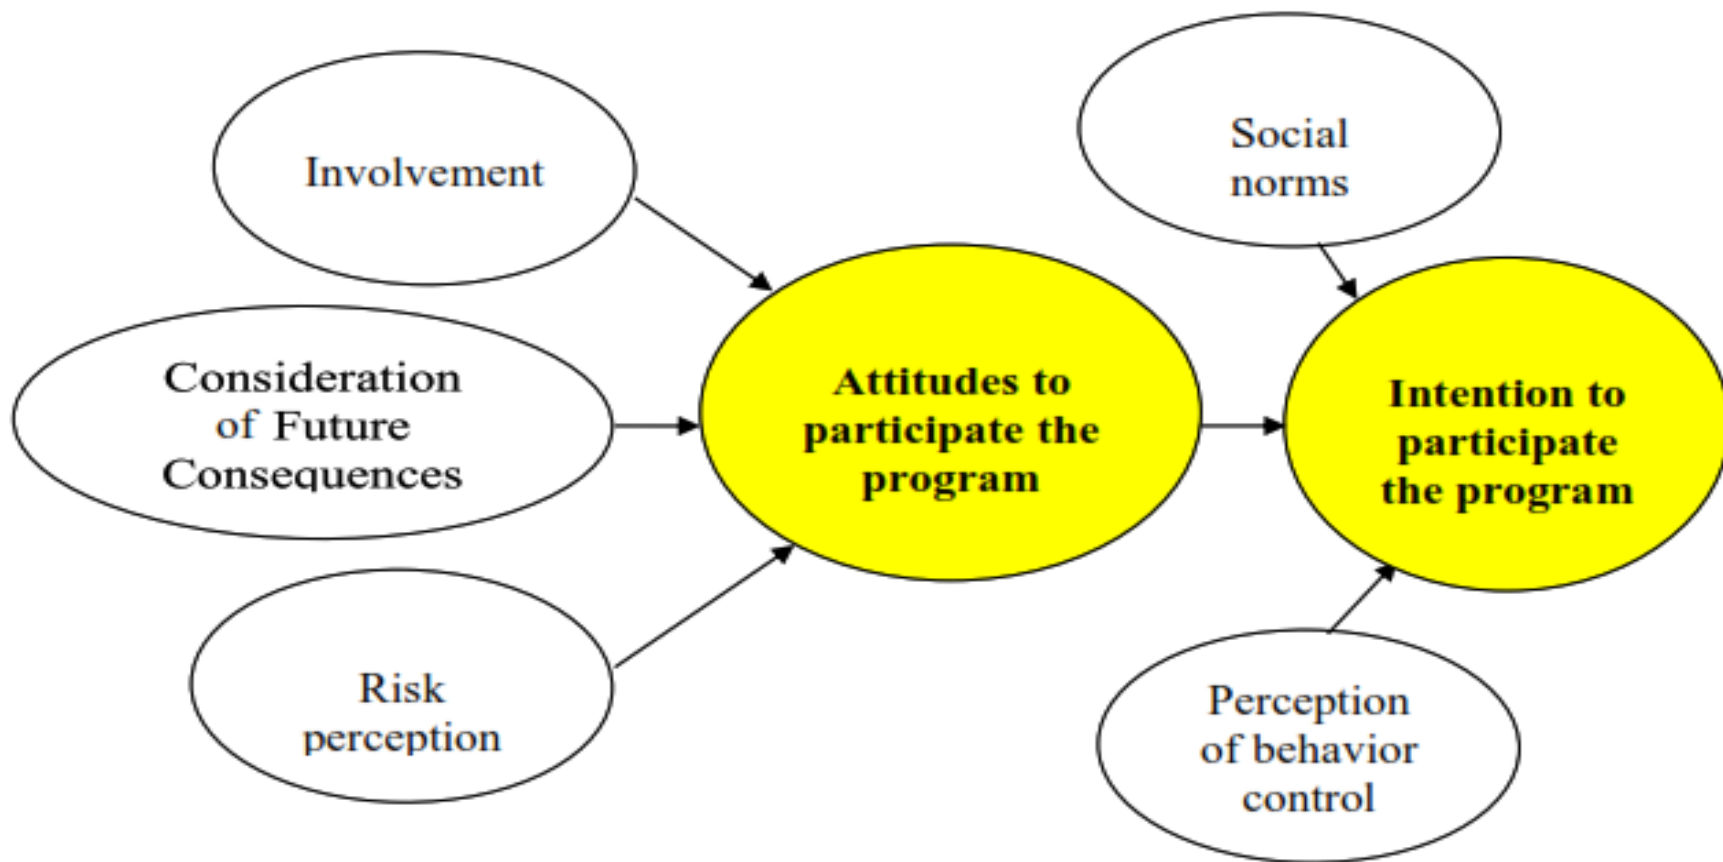 Involvement
Consideration
of Future
Consequences
Risk
perception
Attitudes to
participate the
program
Social
norms
Intention to
participate
the program
Perception
of behavior
control